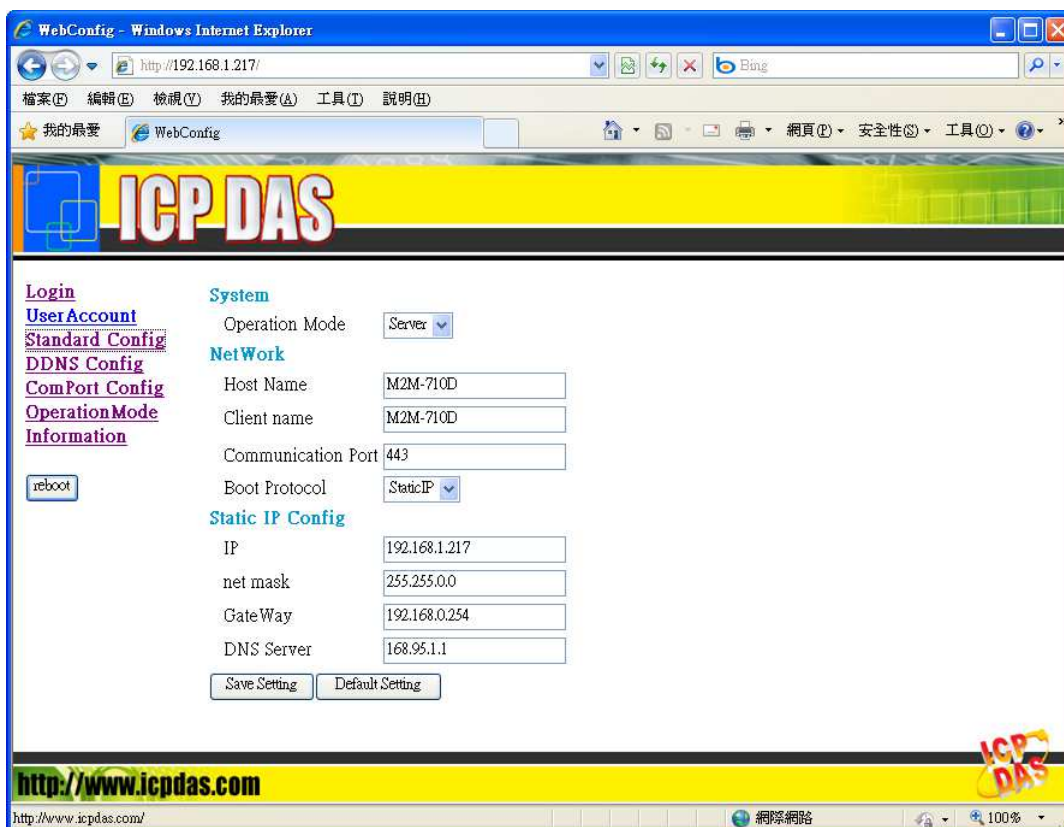 WebConfig - Windows Internet Explorer
http://192.168.1.217/
Bing
檔案(F) 編輯(E) 檢視(V) 我的最愛(A) 工具(T) 說明(H)
我的最愛 WebConfig 網頁(P) 安全性(S) 工具(O)
ICP DAS
Login
UserAccount
Standard Config
DDNS Config
ComPort Config
OperationMode
Information
reboot
System
Operation Mode Server
NetWork
Host Name M2M-710D
Client name M2M-710D
Communication Port 443
Boot Protocol StaticIP
Static IP Config
IP 192.168.1.217
net mask 255.255.0.0
GateWay 192.168.0.254
DNS Server 168.95.1.1
Save Setting Default Setting
ICP DAS
http://www.icpdas.com
http://www.icpdas.com/ 網際網路 100%